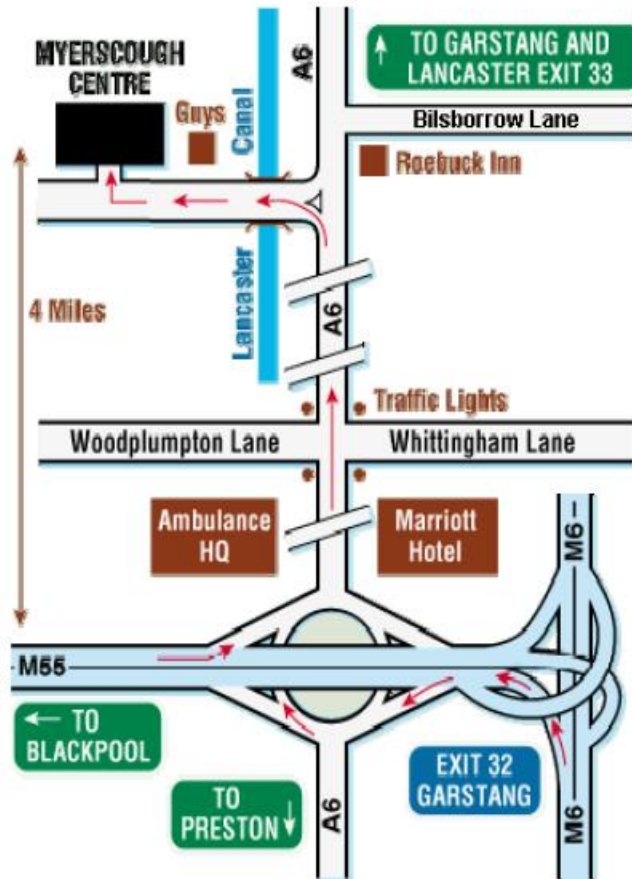 A6
TO GARSTANG AND
LANCASTER EXIT 33
MYERSCOUGH
CENTRE
Guys
Canal
Bilsborrow Lane
Roebuck Inn
4 Miles
Lancaster
A6
Traffic Lights
Woodplumpton Lane
Whittingham Lane
Ambulance
HQ
Marriott
Hotel
M6
M55
TO
BLACKPOOL
EXIT 32
GARSTANG
TO
PRESTON
A6
M6